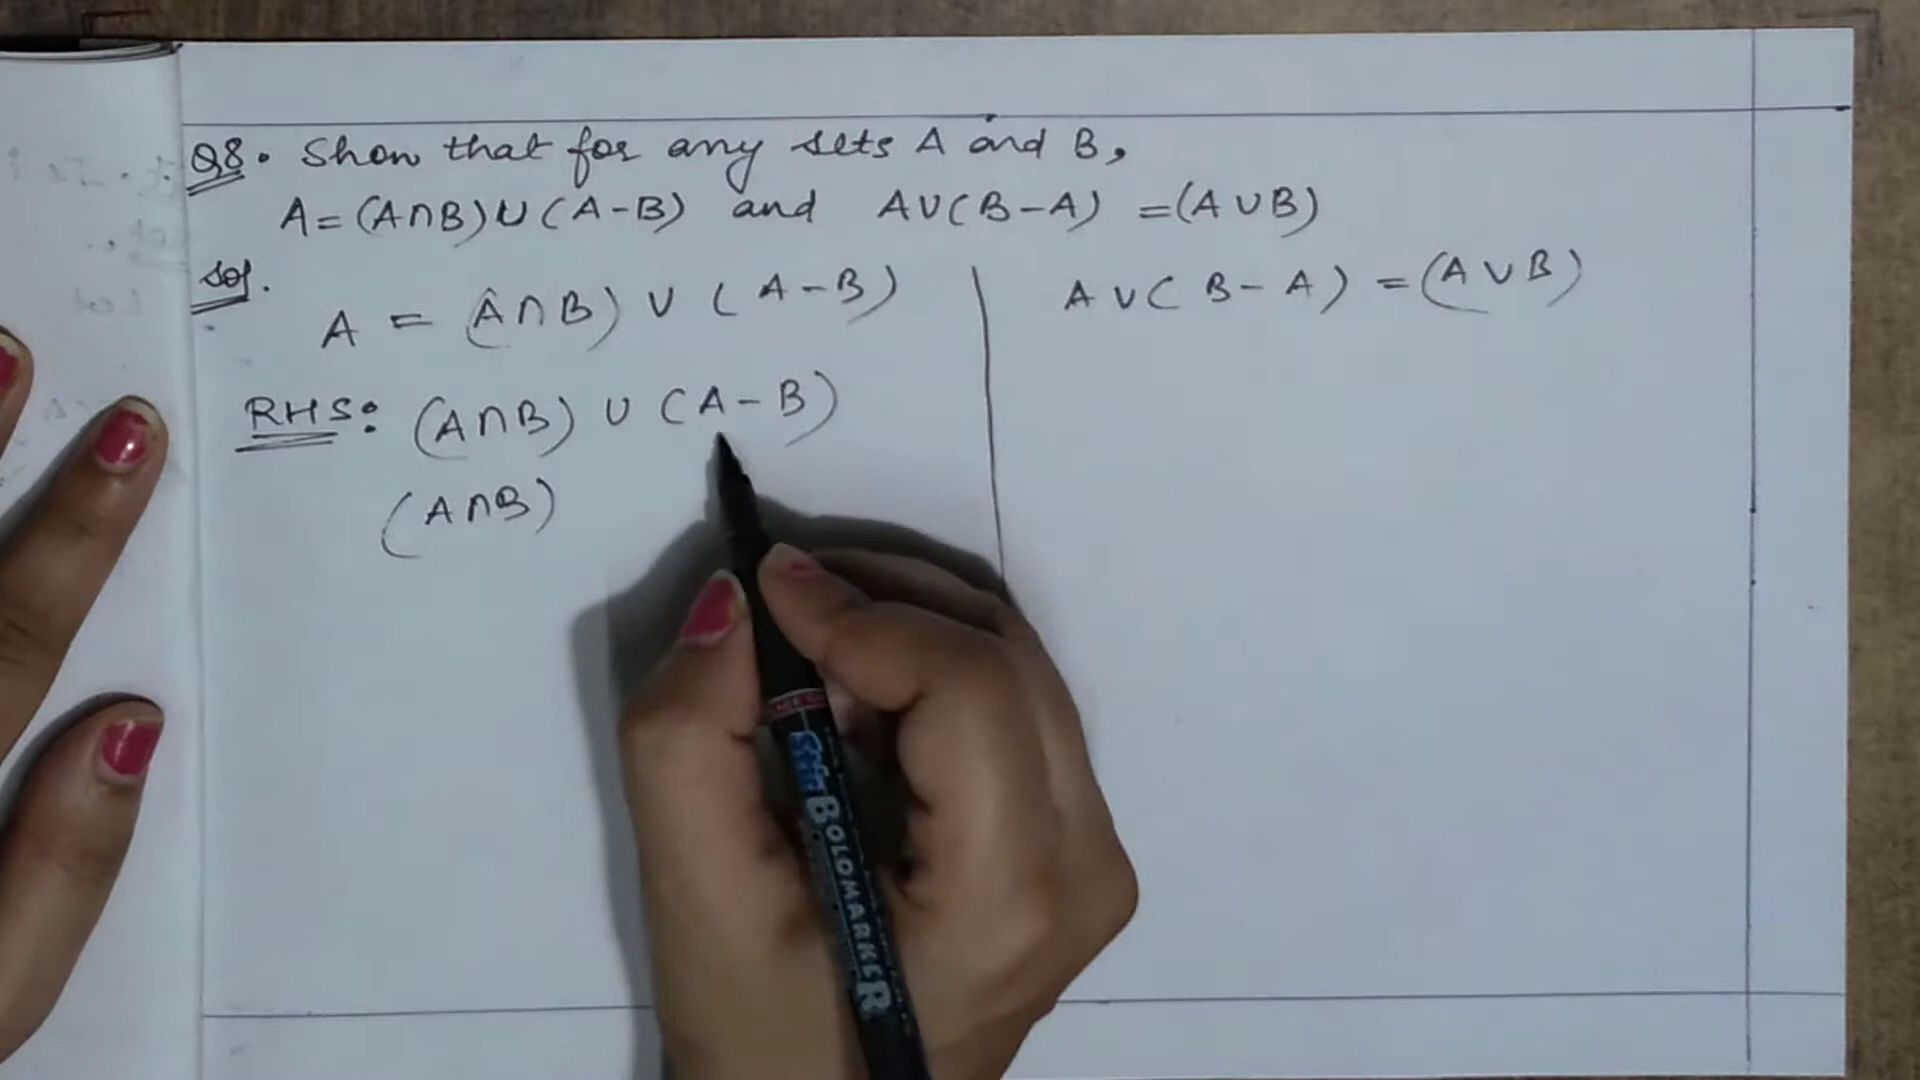 Q8. Show that for any sets A and B,
A=(A∩B)∪(A-B) and A∪(B-A) =(A∪B)
Sol.
A = (A∩B) ∪ (A-B)
RHS: (A∩B) ∪ (A-B)
(A∩B)
A∪(B-A) =(A∪B)
BOLOMARKER